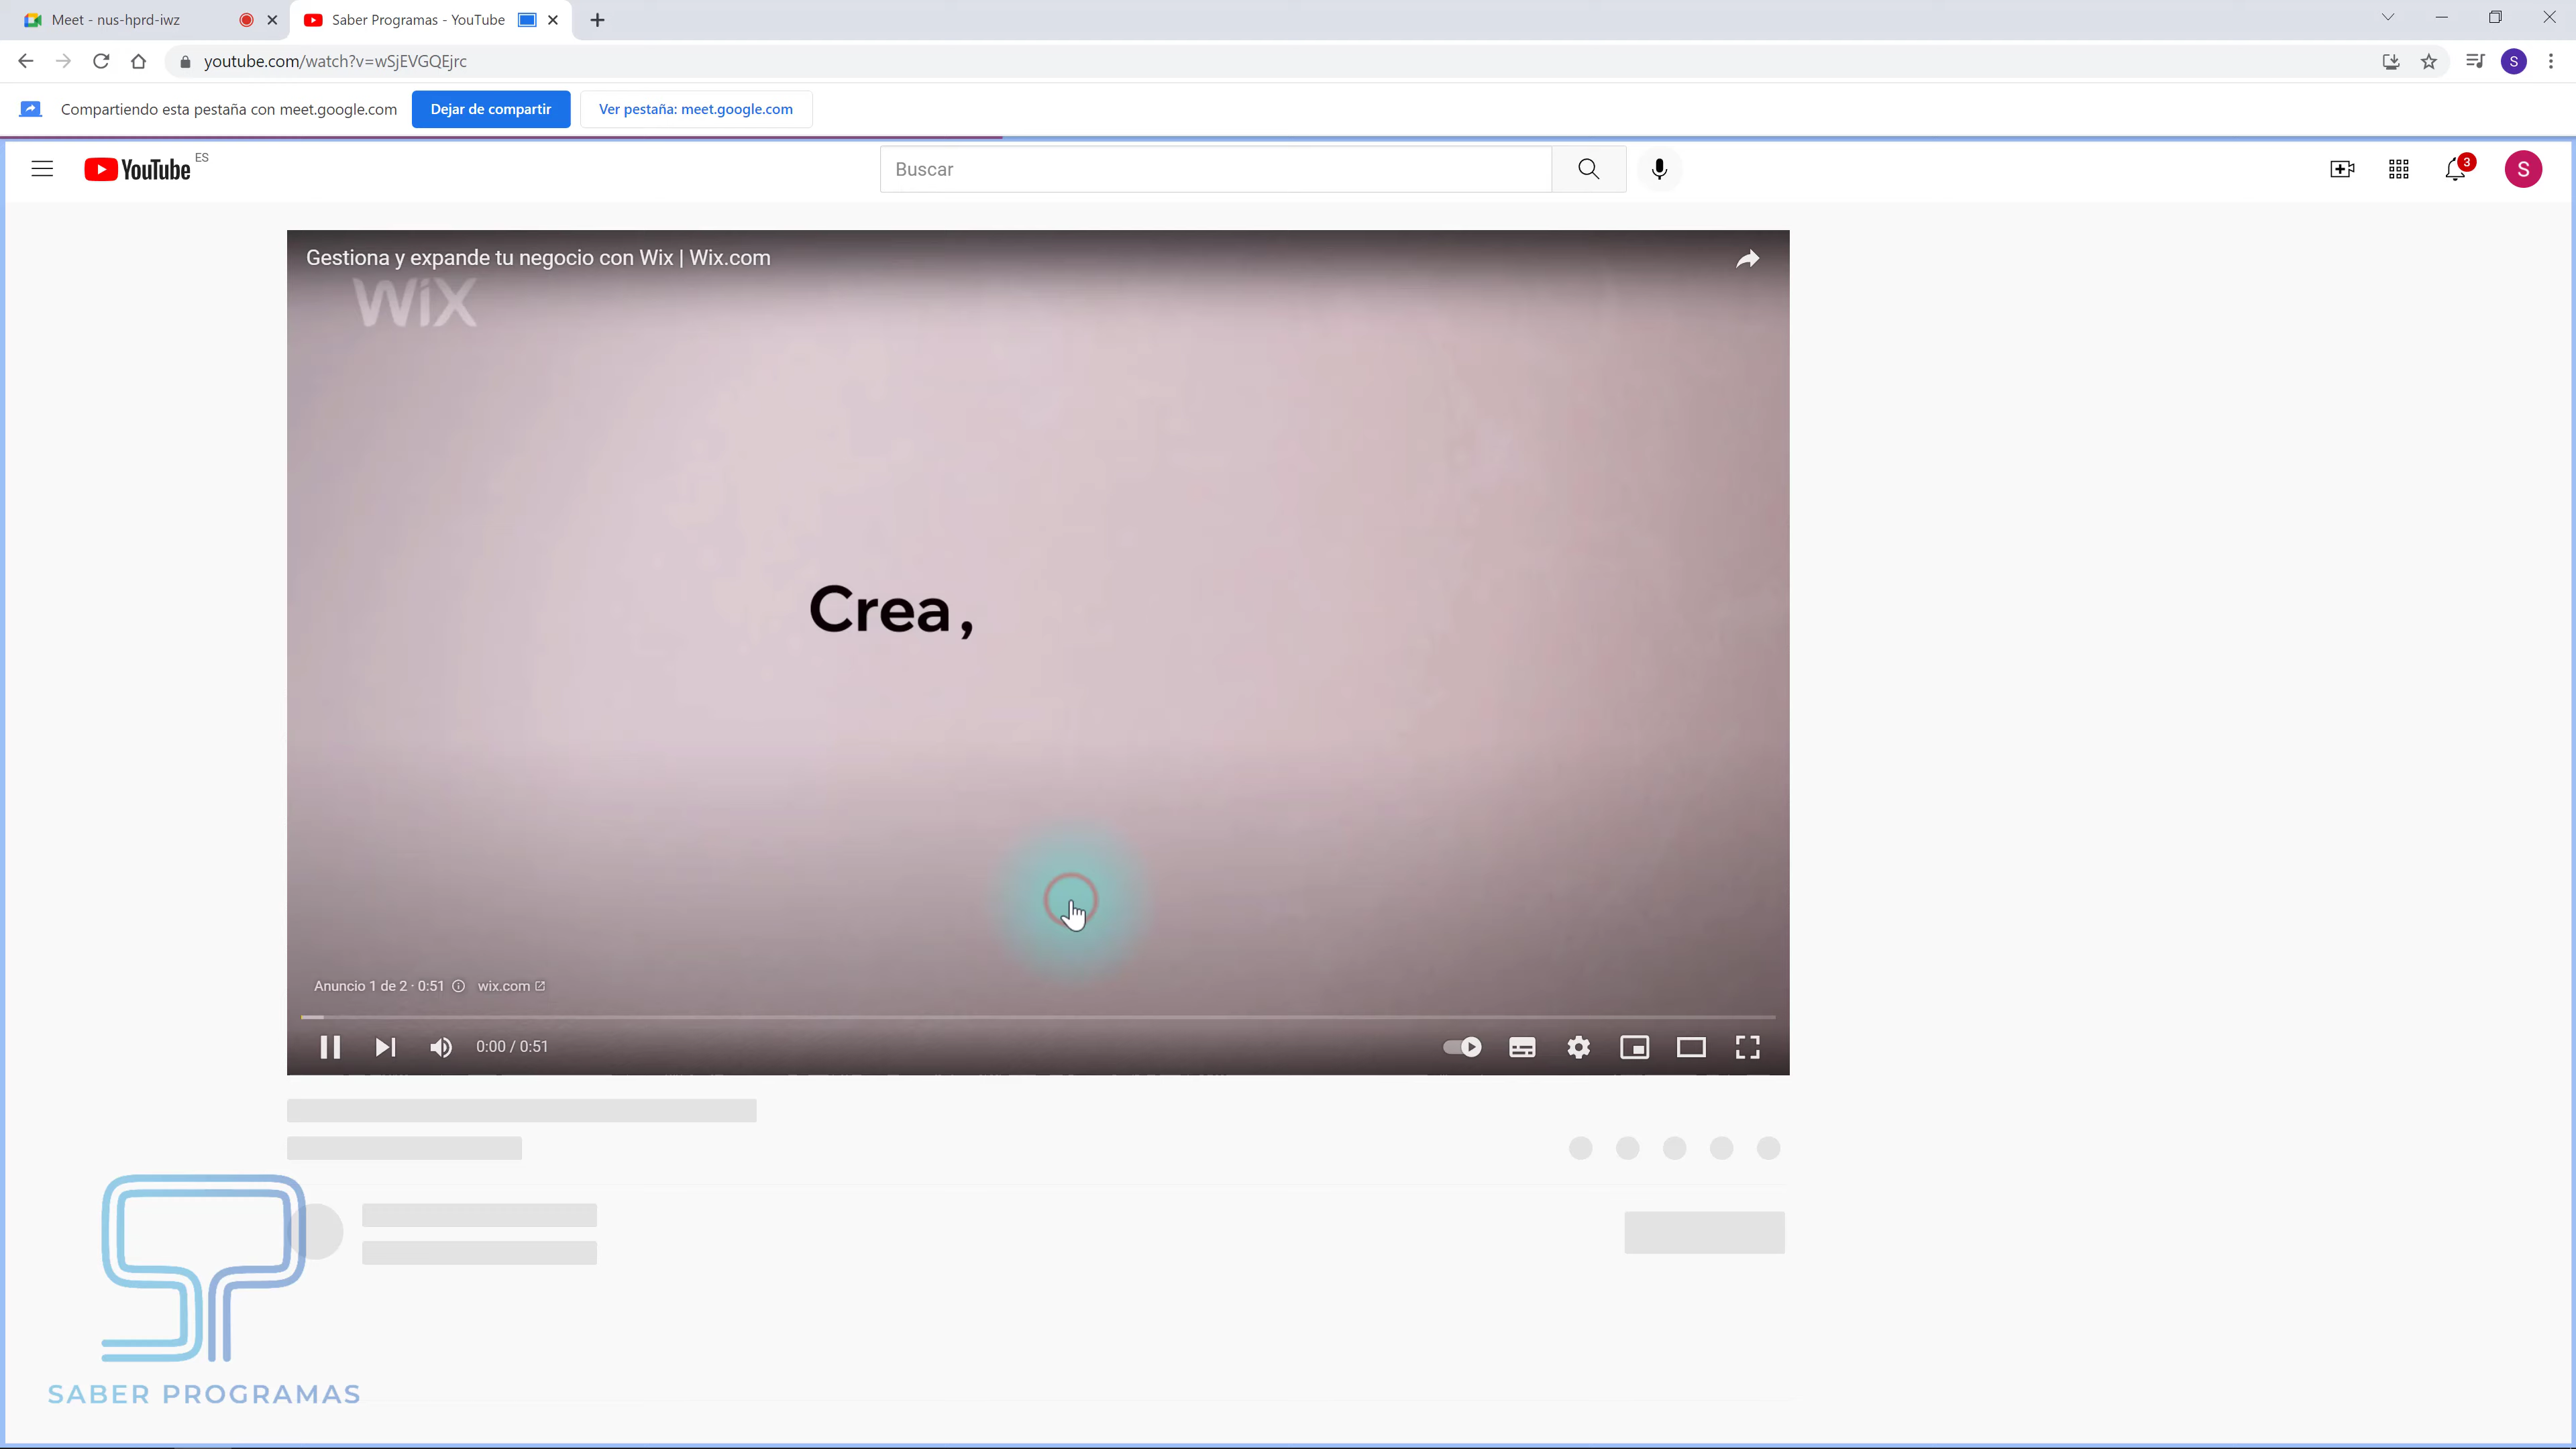 Meet - nus-hprd-iwz
Saber Programas - YouTube
youtube.com/watch?v=wSjEVGQEjrc
S
Compartiendo esta pestaña con meet.google.com
Dejar de compartir
Ver pestaña: meet.google.com
YouTube ES
Buscar
3
S
Gestiona y expande tu negocio con Wix | Wix.com
WiX
Crea,
Anuncio 1 de 2 · 0:51
wix.com
0:00 / 0:51
SP
SABER PROGRAMAS